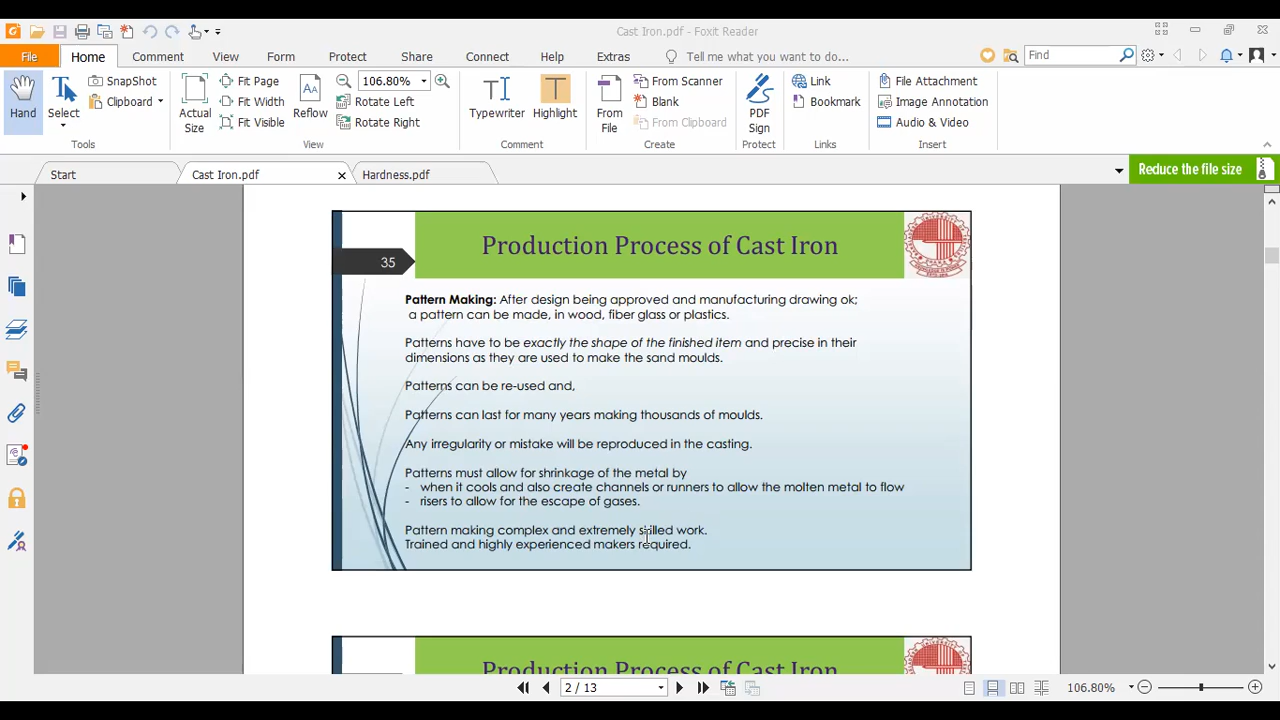 Cast Iron.pdf - Foxit Reader
File Home Comment View Form Protect Share Connect Help Extras Tell me what you want to do... Find
Hand
Select
SnapShot
Clipboard
Tools
Actual Size
Fit Page
Fit Width
Fit Visible
Reflow
106.80%
Rotate Left
Rotate Right
View
Typewriter
Highlight
Comment
From File
From Scanner
Blank
From Clipboard
Create
PDF Sign
Protect
Link
Bookmark
Links
File Attachment
Image Annotation
Audio & Video
Insert
Start Cast Iron.pdf Hardness.pdf Reduce the file size
Production Process of Cast Iron
35
Pattern Making: After design being approved and manufacturing drawing ok;
a pattern can be made, in wood, fiber glass or plastics.
Patterns have to be exactly the shape of the finished item and precise in their
dimensions as they are used to make the sand moulds.
Patterns can be re-used and,
Patterns can last for many years making thousands of moulds.
Any irregularity or mistake will be reproduced in the casting.
Patterns must allow for shrinkage of the metal by
- when it cools and also create channels or runners to allow the molten metal to flow
- risers to allow for the escape of gases.
Pattern making complex and extremely skilled work.
Trained and highly experienced makers required.
Production Process of Cast Iron
2 / 13
106.80%